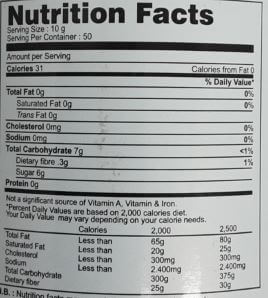 Nutrition Facts
Serving Size : 10 g
Serving Per Container : 50
Amount per Serving
Calories 31 Calories from Fat 0
% Daily Value*
Total Fat 0g 0%
Saturated Fat 0g 0%
Trans Fat 0g
Cholesterol 0mg 0%
Sodium 0mg 0%
Total Carbohydrate 7g <1%
Dietary fibre .3g 1%
Sugar 6g
Protein 0g
Not a significant source of Vitamin A, Vitamin & Iron.
*Percent Daily Values are based on 2,000 calories diet.
Your Daily Value may vary depending on your calorie needs.
Calories 2,000 2,500
Total Fat Less than 65g 80g
Saturated Fat Less than 20g 25g
Cholesterol Less than 300mg 300mg
Sodium Less than 2.400mg 2.400mg
Total Carbohydrate 300g 375g
Dietary fiber 25g 30g
N.B. : Nutrition facts